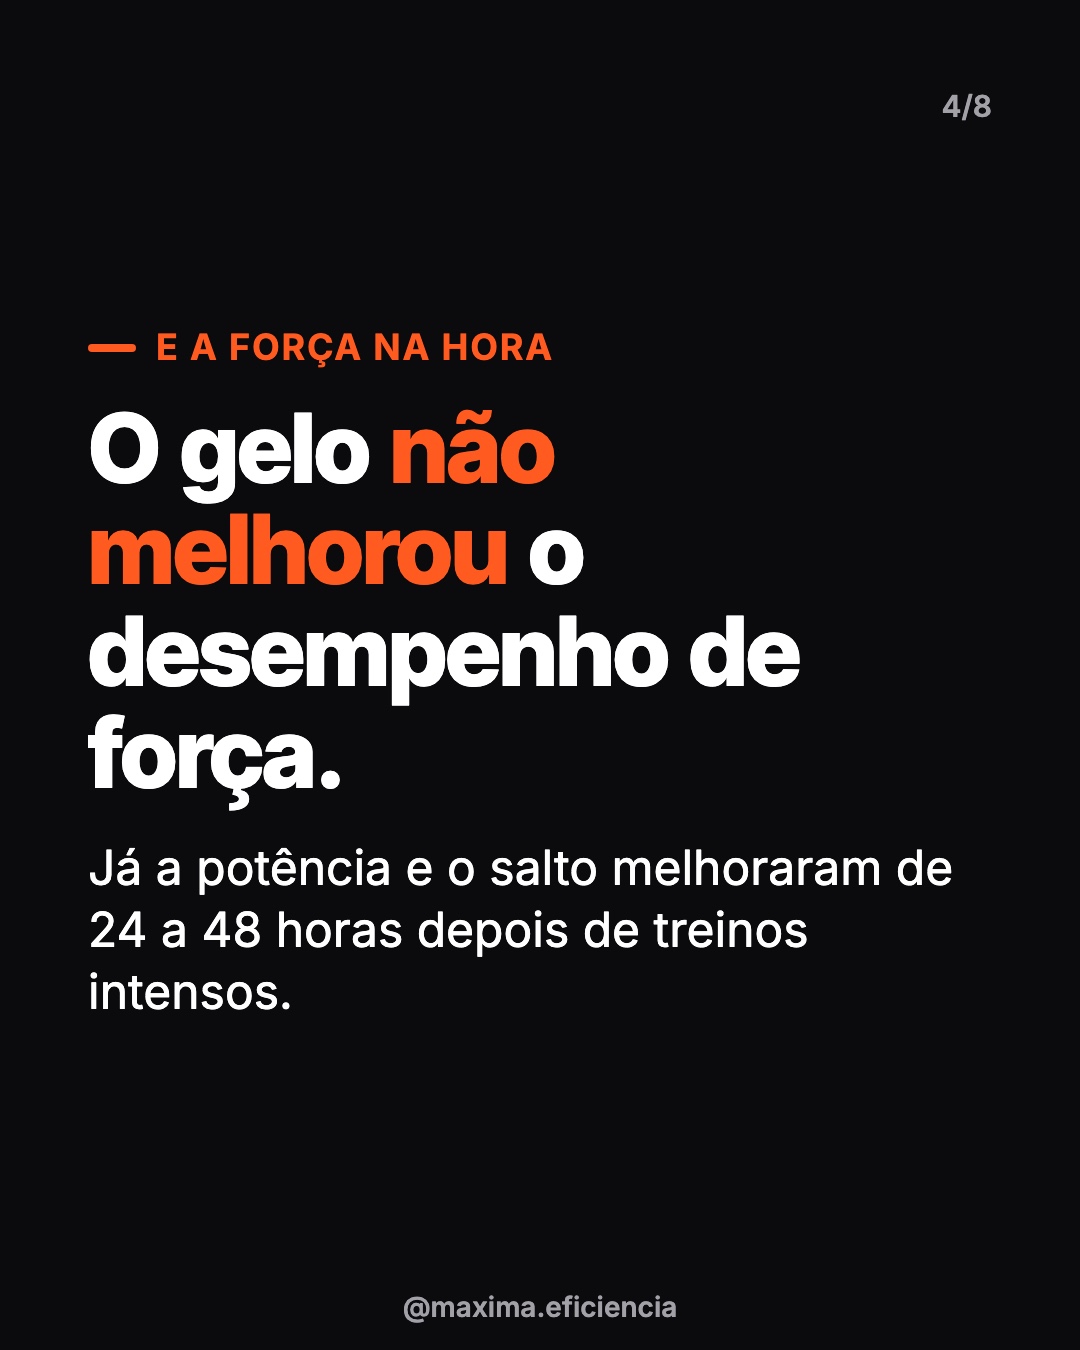 4/8
E A FORÇA NA HORA
O gelo não
melhorou o
desempenho de
força.
Já a potência e o salto melhoraram de
24 a 48 horas depois de treinos
intensos.
@maxima.eficiencia